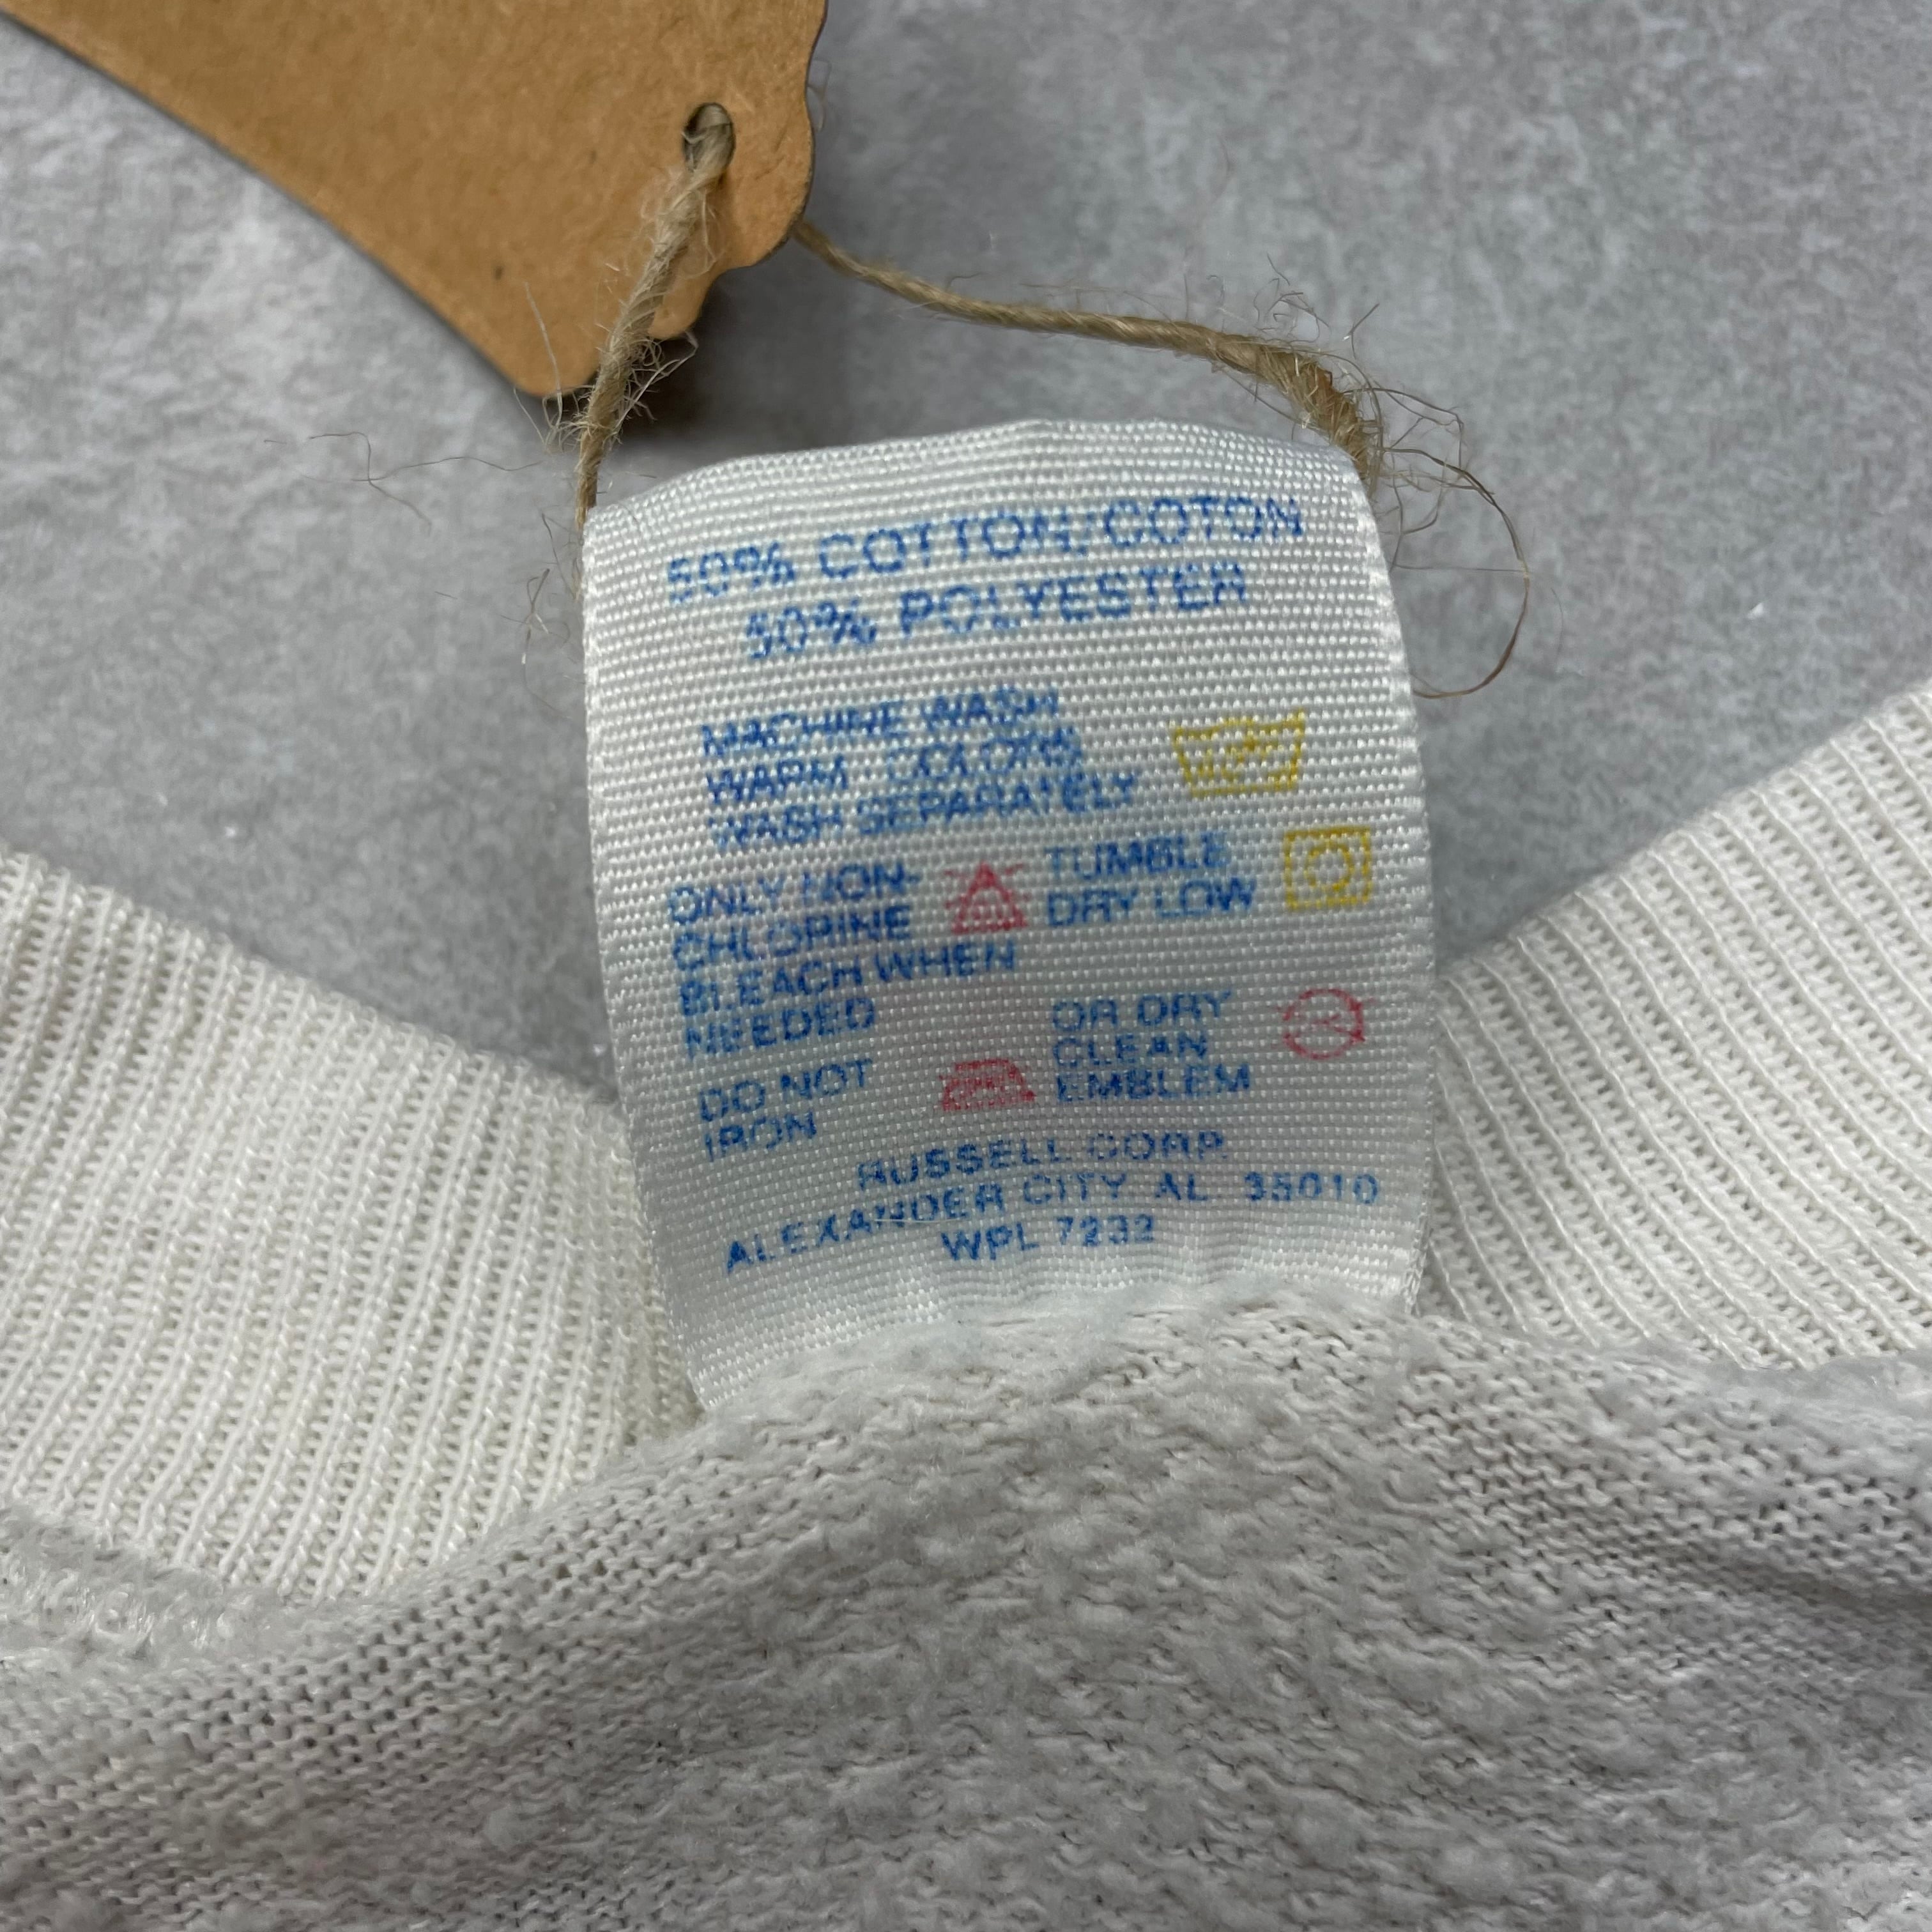 50% COTTON/COTON
50% POLYESTER
MACHINE WASH
WARM COLORS
WASH SEPARATELY
ONLY NON-
CHLORINE
BLEACH WHEN
NEEDED
TUMBLE
DRY LOW
DO NOT
IRON
OR DRY
CLEAN
EMBLEM
RUSSELL CORP.
ALEXANDER CITY AL 35010
WPL 7232